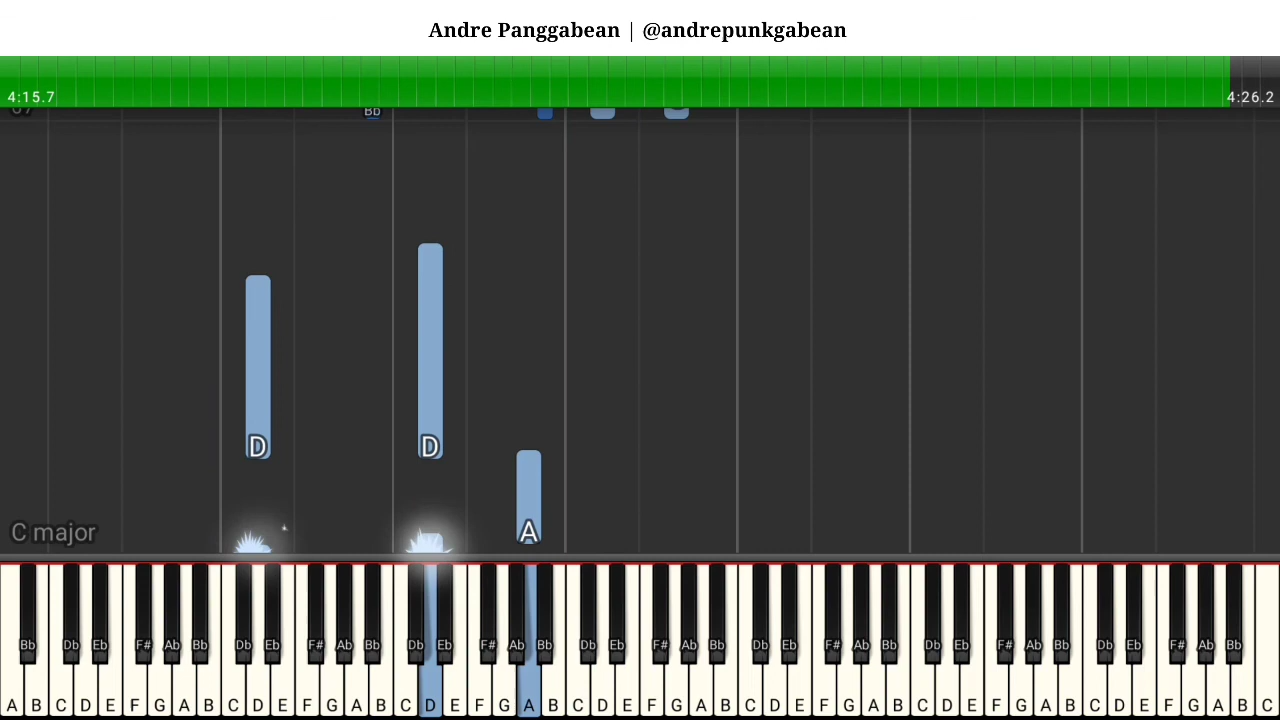 Andre Panggabean | @andrepunkgabean
4:15.7 4:26.2
Bb
D D
C major A
Bb Db Eb F# Ab Bb Db Eb F# Ab Bb Db Eb F# Ab Bb Db Eb F# Ab Bb Db Eb F# Ab Bb Db Eb F# Ab Bb Db Eb F# Ab Bb
A B C D E F G A B C D E F G A B C D E F G A B C D E F G A B C D E F G A B C D E F G A B C D E F G A B C